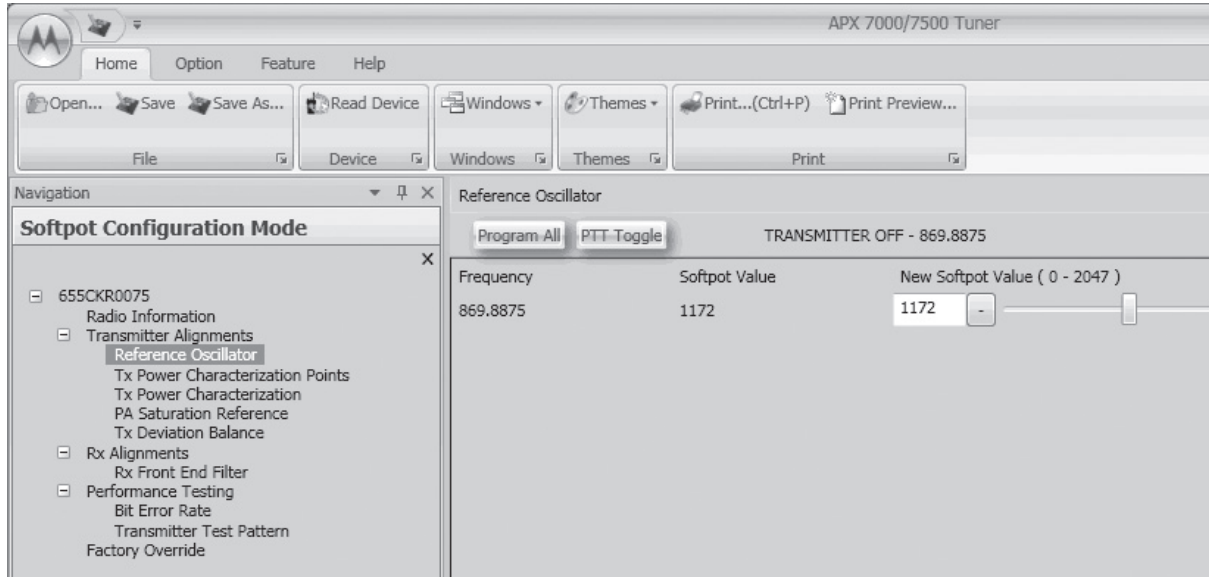 APX 7000/7500 Tuner
Home Option Feature Help
Open... Save Save As... Read Device Windows Themes Print...(Ctrl+P) Print Preview...
File Device Windows Themes Print
Navigation
Softpot Configuration Mode
655CKR0075
Radio Information
Transmitter Alignments
Reference Oscillator
Tx Power Characterization Points
Tx Power Characterization
PA Saturation Reference
Tx Deviation Balance
Rx Alignments
Rx Front End Filter
Performance Testing
Bit Error Rate
Transmitter Test Pattern
Factory Override
Reference Oscillator
Program All PTT Toggle TRANSMITTER OFF - 869.8875
Frequency Softpot Value New Softpot Value ( 0 - 2047 )
869.8875 1172 1172 -